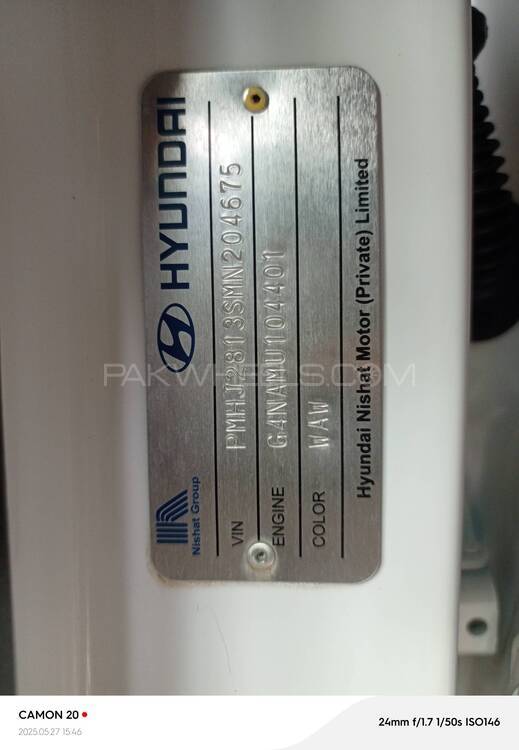 Nishat Group
HYUNDAI
VIN PMHJ2813SMN204675
ENGINE G4NAMU104401
COLOR WAW
Hyundai Nishat Motor (Private) Limited
PAKWHEELS.COM
CAMON 20
2025.05.27 15:46
24mm f/1.7 1/50s ISO146